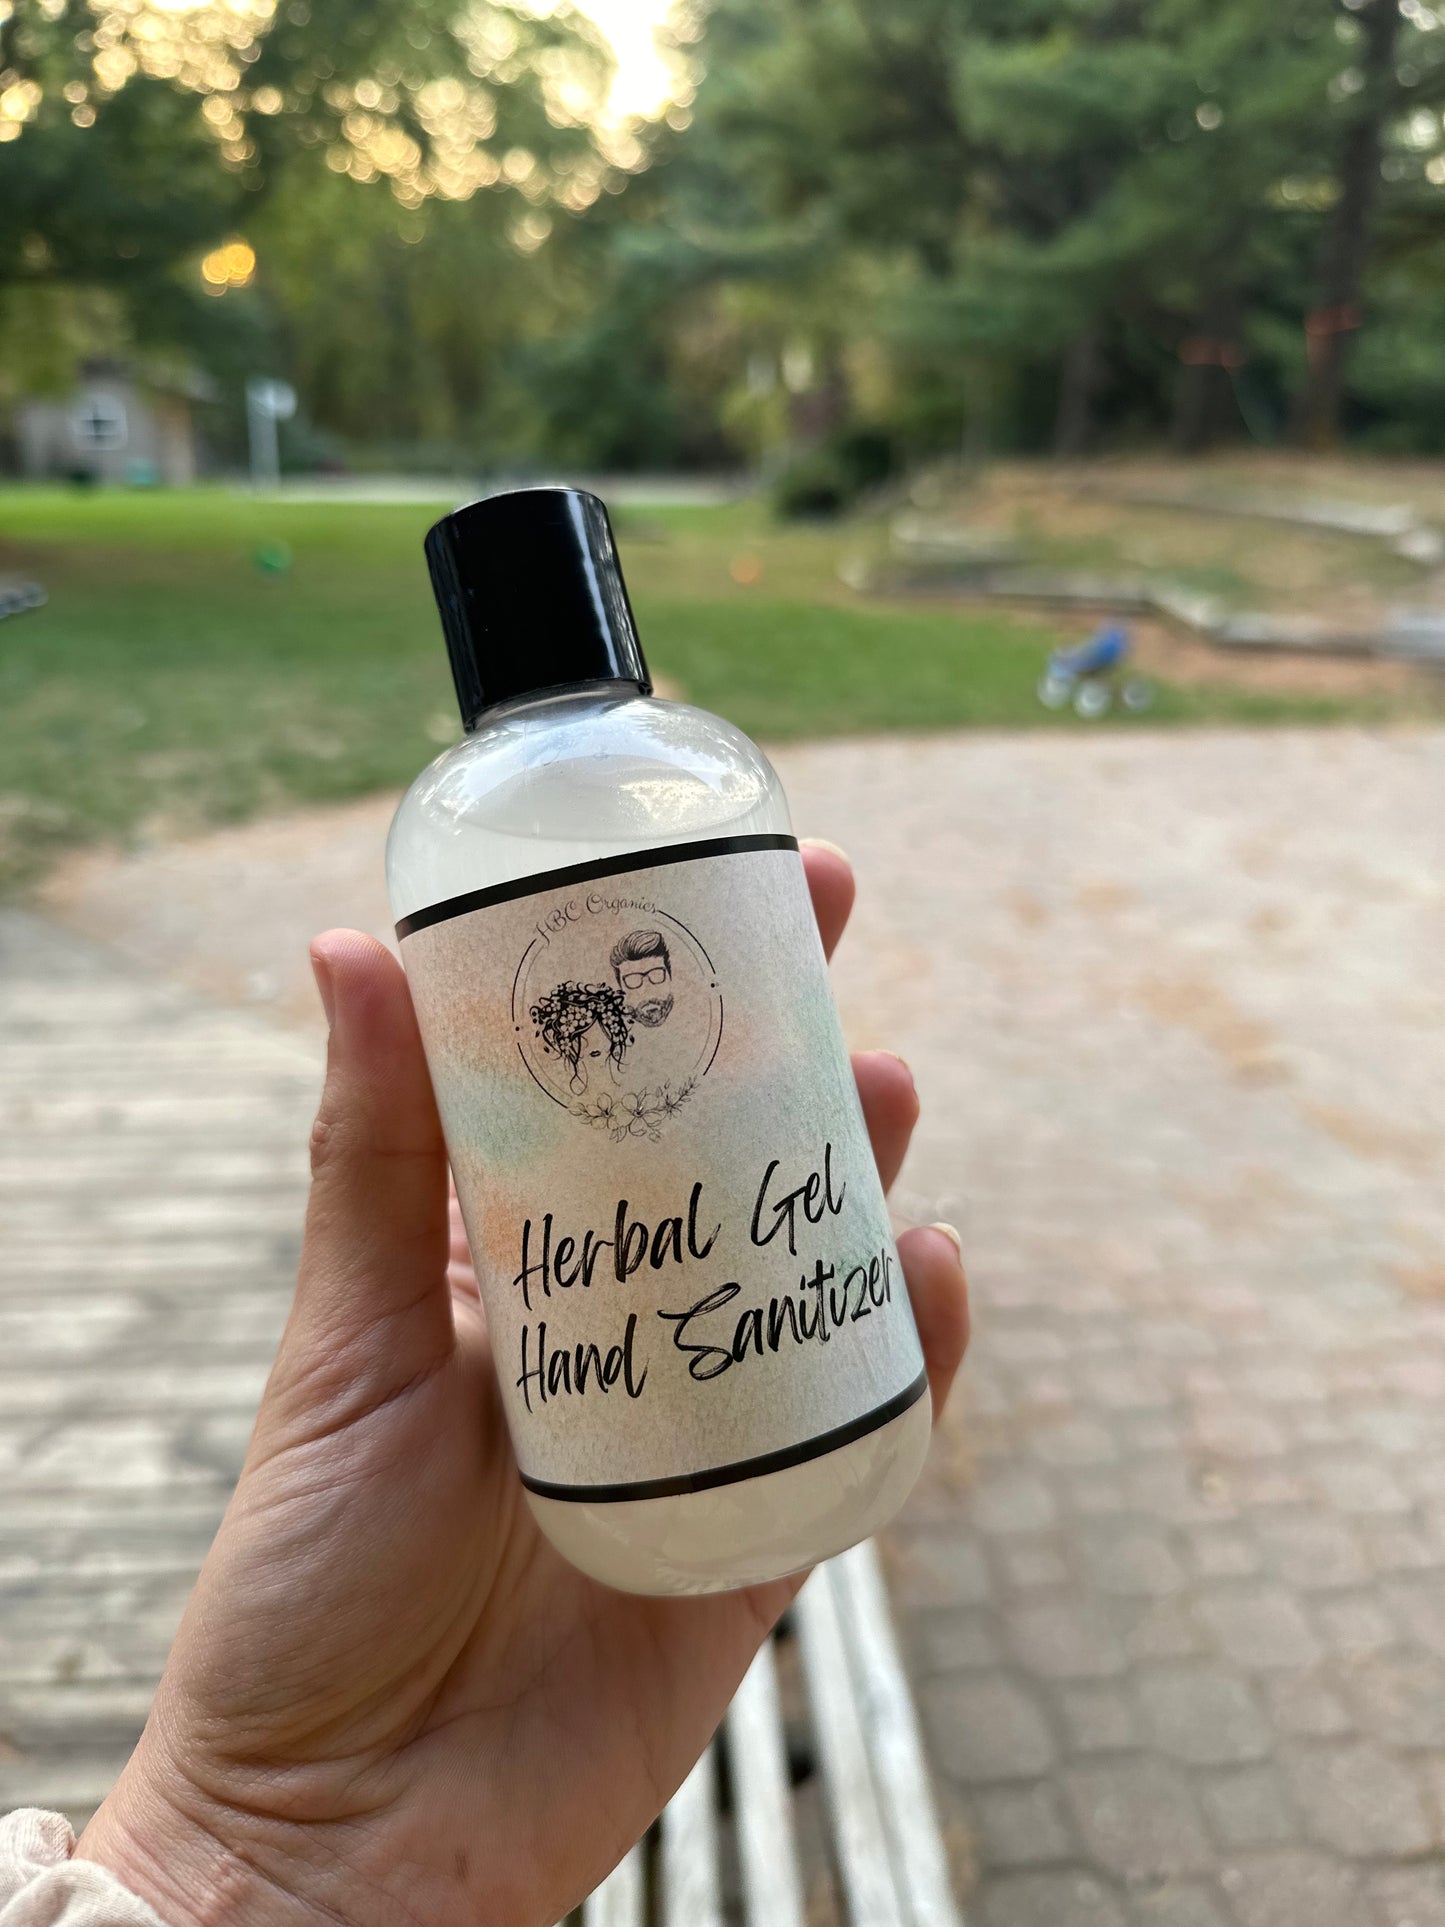 HBC Organics
Herbal Gel
Hand Sanitizer